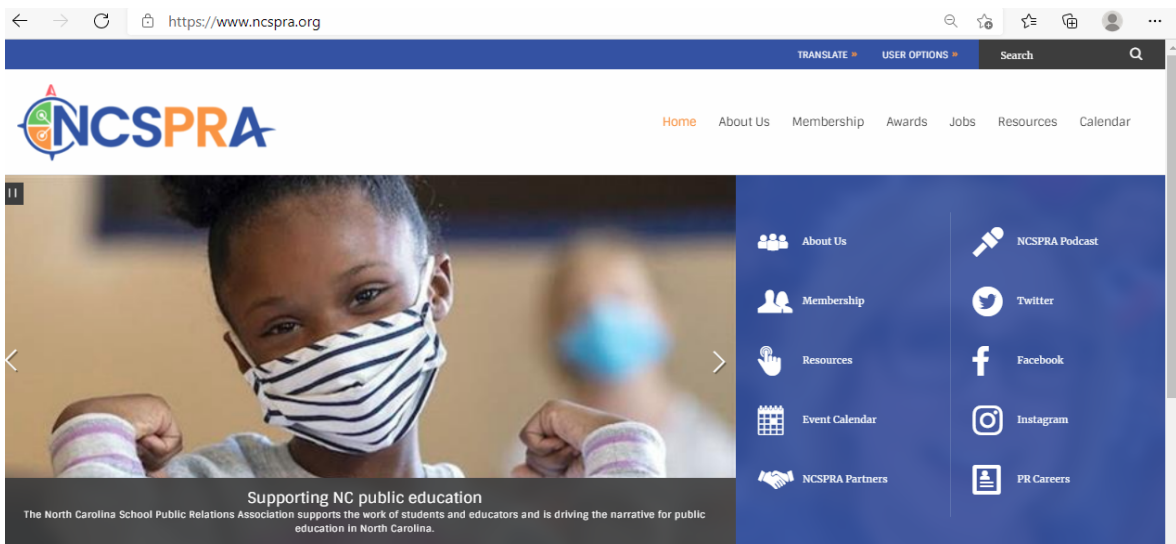 https://www.ncspra.org
TRANSLATE » USER OPTIONS » Search
NCSPRA
Home About Us Membership Awards Jobs Resources Calendar
About Us NCSPRA Podcast
Membership Twitter
Resources Facebook
Event Calendar Instagram
NCSPRA Partners PR Careers
Supporting NC public education
The North Carolina School Public Relations Association supports the work of students and educators and is driving the narrative for public
education in North Carolina.